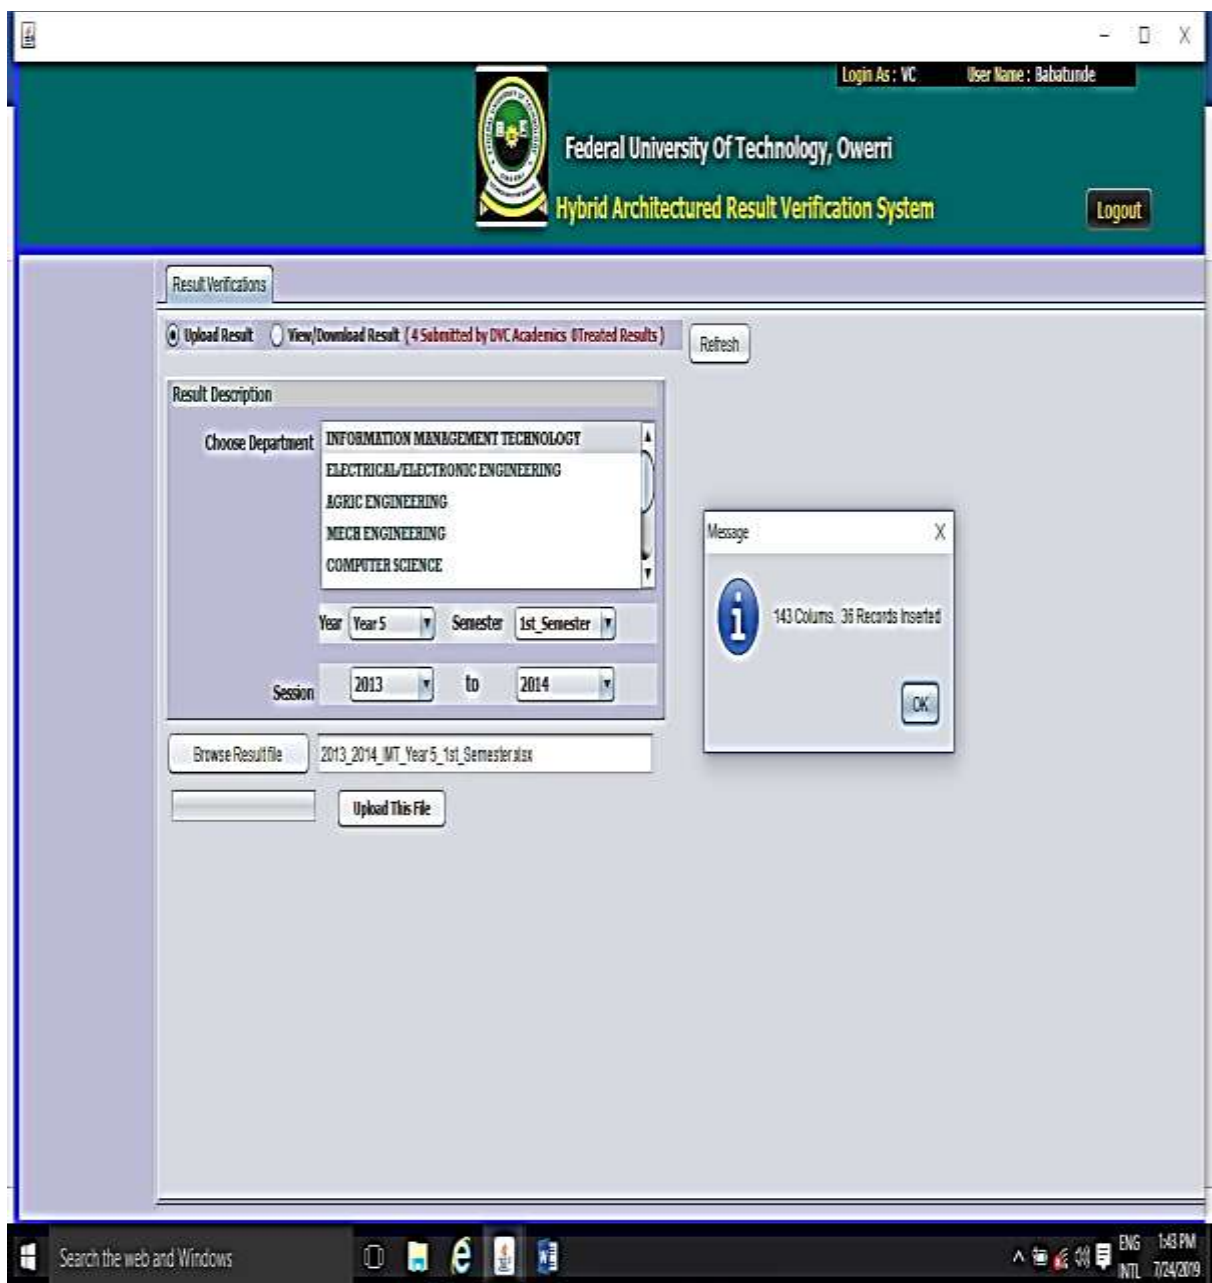 Login As : VC User Name : Babatunde
Federal University Of Technology, Owerri
Hybrid Architectured Result Verification System
Logout
Result Verifications
Upload Result View/Download Result ( 4 Submitted by DVC Academics 0Treated Results ) Refresh
Result Description
Choose Department INFORMATION MANAGEMENT TECHNOLOGY
ELECTRICAL/ELECTRONIC ENGINEERING
AGRIC ENGINEERING
MECH ENGINEERING
COMPUTER SCIENCE
Year Year 5 Semester 1st_Semester
Session 2013 to 2014
Browse Result file 2013_2014_IMT_Year 5_1st_Semester.xlsx
Upload This File
Message X
143 Colums, 36 Records Inserted
OK
Search the web and Windows
ENG 1:43 PM
INTL 7/24/2019